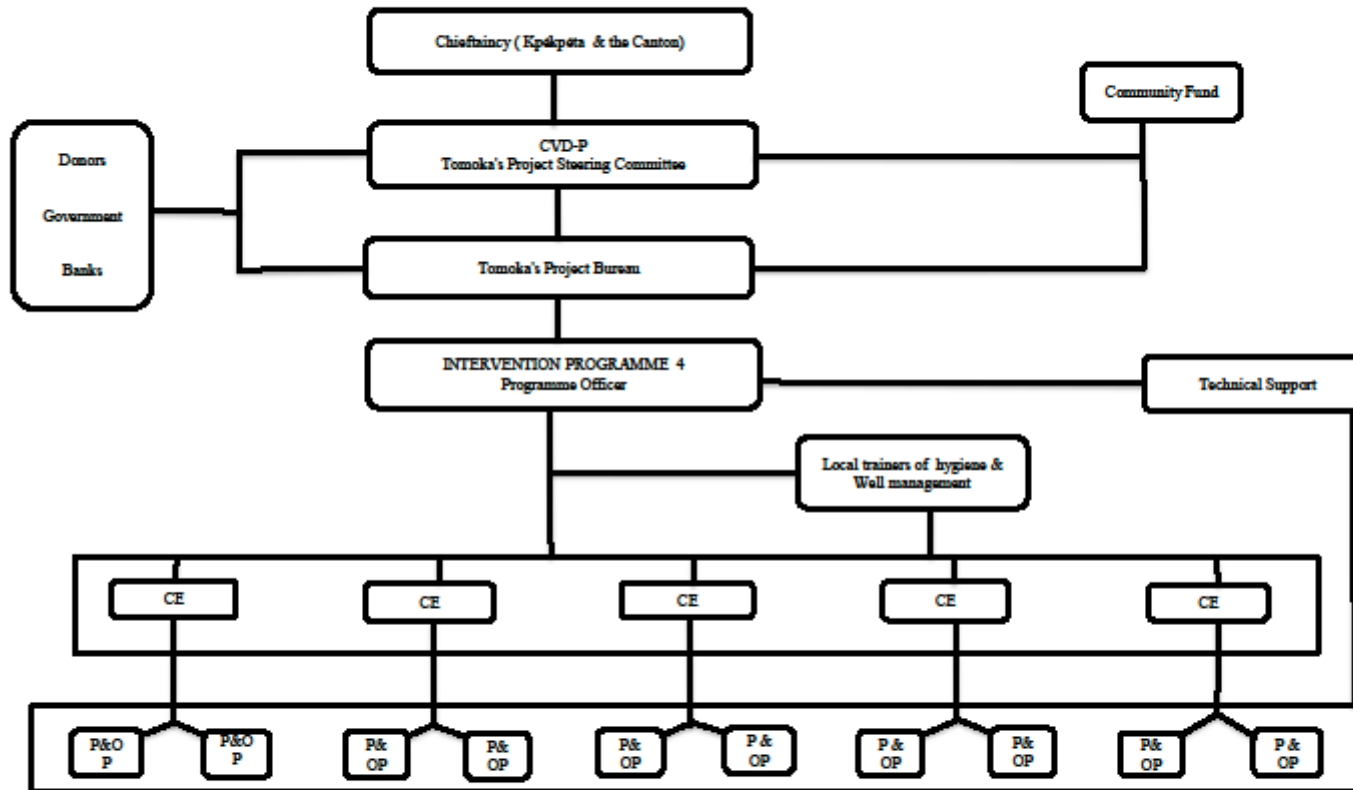 Chieftaincy ( Kpékpéta & the Canton)
Community Fund
Donors
Government
Banks
CVD-P
Tomoka's Project Steering Committee
Tomoka's Project Bureau
INTERVENTION PROGRAMME 4
Programme Officer
Technical Support
Local trainers of hygiene &
Well management
CE
CE
CE
CE
CE
P&O
P
P&O
P
P&
OP
P&
OP
P&
OP
P &
OP
P &
OP
P&
OP
P &
OP
P &
OP